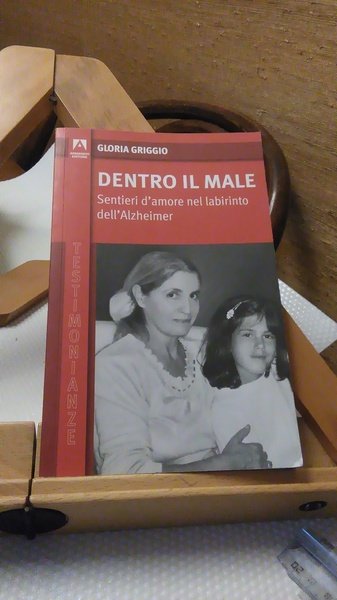 GLORIA GRIGGIO
DENTRO IL MALE
Sentieri d'amore nel labirinto
dell'Alzheimer
TESTIMONIANZE